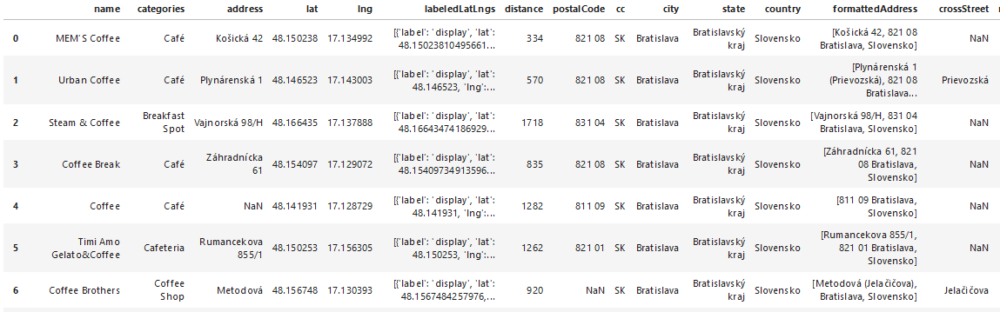 name categories address lat lng labeledLatLngs distance postalCode cc city state country formattedAddress crossStreet
0 MEM'S Coffee Café Košická 42 48.150238 17.134992 [{'label': 'display', 'lat': 48.15023810495661... 334 821 08 SK Bratislava Bratislavský kraj Slovensko [Košická 42, 821 08 Bratislava, Slovensko] NaN
1 Urban Coffee Café Plynárenská 1 48.146523 17.143003 [{'label': 'display', 'lat': 48.146523, 'lng':... 570 821 08 SK Bratislava Bratislavský kraj Slovensko [Plynárenská 1 (Prievozská), 821 08 Bratislava... Prievozská
2 Steam & Coffee Breakfast Spot Vajnorská 98/H 48.166435 17.137888 [{'label': 'display', 'lat': 48.16643474186929... 1718 831 04 SK Bratislava Bratislavský kraj Slovensko [Vajnorská 98/H, 831 04 Bratislava, Slovensko] NaN
3 Coffee Break Café Záhradnícka 61 48.154097 17.129072 [{'label': 'display', 'lat': 48.15409734913596... 835 821 08 SK Bratislava Bratislavský kraj Slovensko [Záhradnícka 61, 821 08 Bratislava, Slovensko] NaN
4 Coffee Café NaN 48.141931 17.128729 [{'label': 'display', 'lat': 48.141931, 'lng':... 1282 811 09 SK Bratislava Bratislavský kraj Slovensko [811 09 Bratislava, Slovensko] NaN
5 Timi Amo Gelato&Coffee Cafeteria Rumancekova 855/1 48.150253 17.156305 [{'label': 'display', 'lat': 48.150253, 'lng':... 1262 821 01 SK Bratislava Bratislavský kraj Slovensko [Rumancekova 855/1, 821 01 Bratislava, Slovensko] NaN
6 Coffee Brothers Coffee Shop Metodová 48.156748 17.130393 [{'label': 'display', 'lat': 48.1567484257976,... 920 NaN SK Bratislava Bratislavský kraj Slovensko [Metodová (Jelačičova), Bratislava, Slovensko] Jelačičova